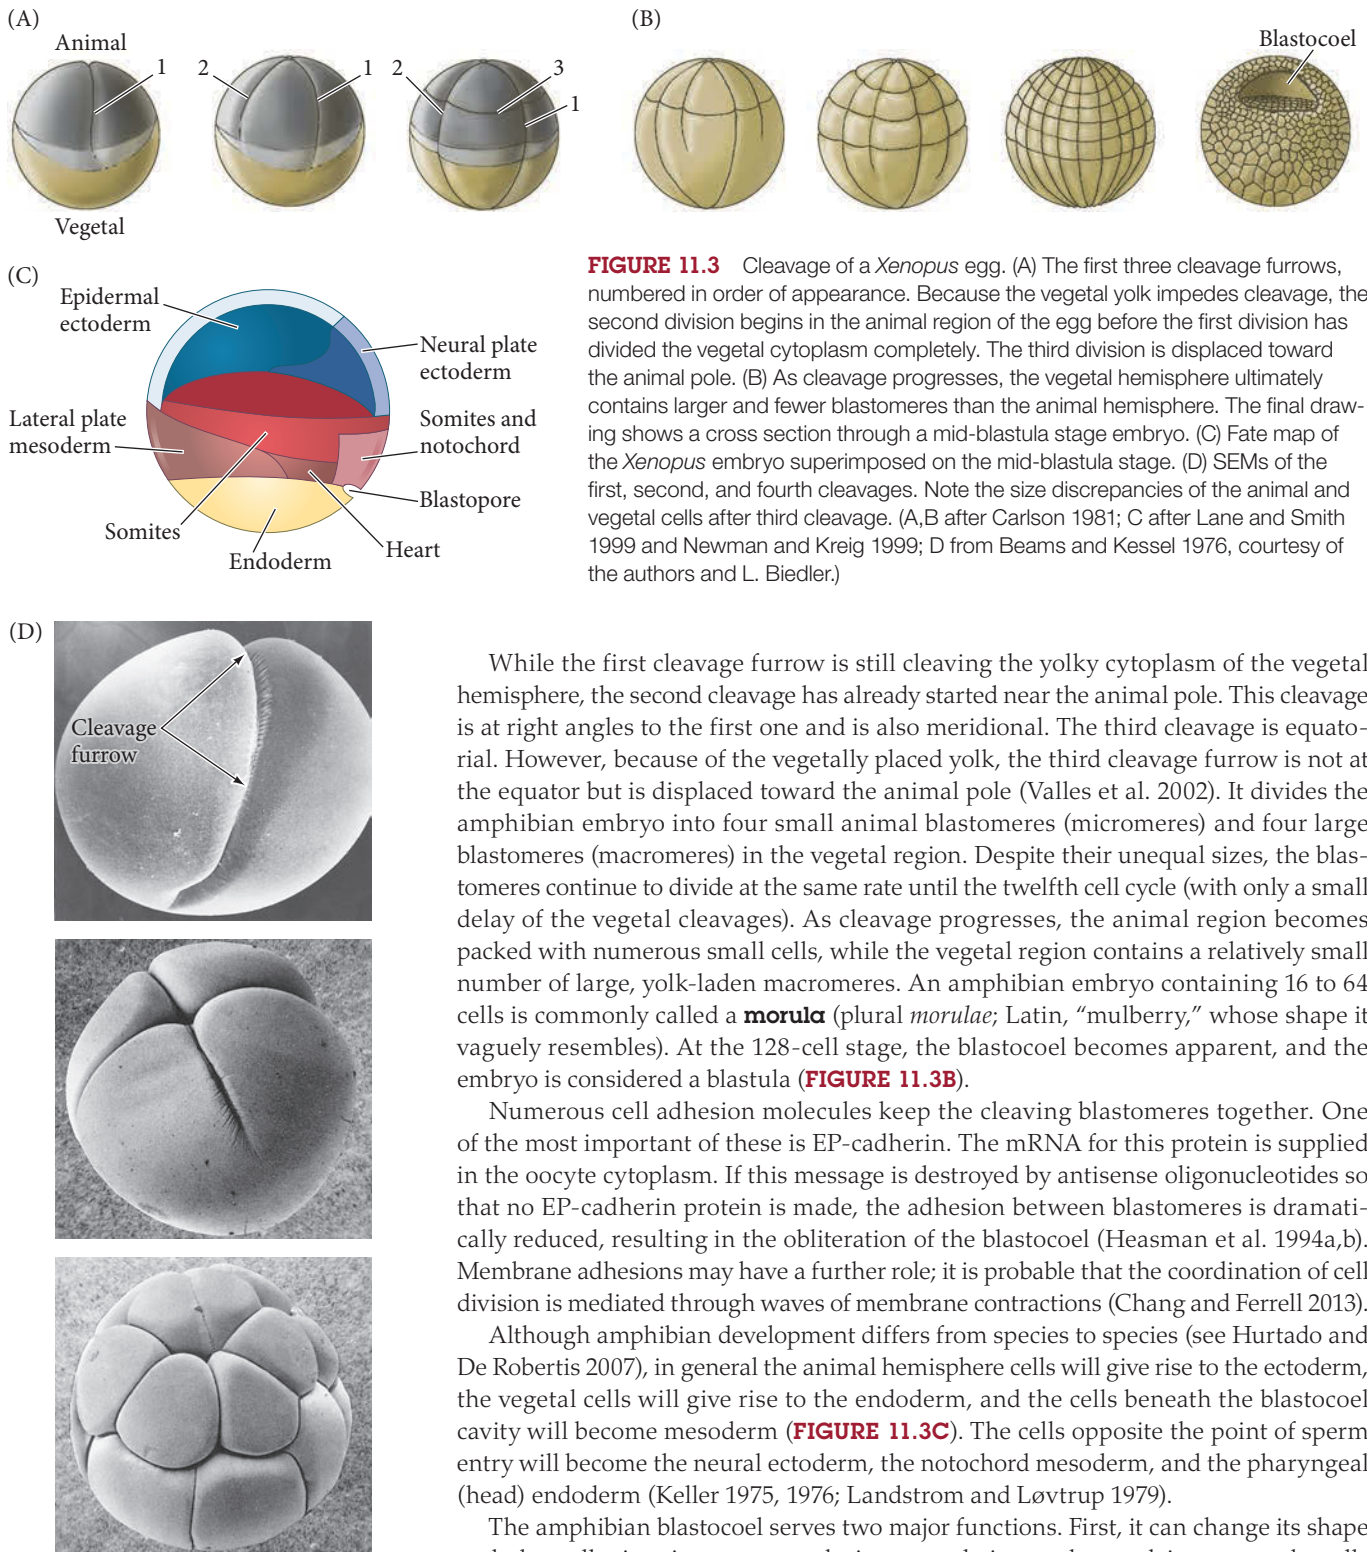 (A)
Animal
1
2
1
2
3
1
Vegetal
(B)
Blastocoel
(C)
Epidermal
ectoderm
Neural plate
ectoderm
Lateral plate
mesoderm
Somites and
notochord
Blastopore
Somites
Heart
Endoderm
FIGURE 11.3 Cleavage of a Xenopus egg. (A) The first three cleavage furrows,
numbered in order of appearance. Because the vegetal yolk impedes cleavage, the
second division begins in the animal region of the egg before the first division has
divided the vegetal cytoplasm completely. The third division is displaced toward
the animal pole. (B) As cleavage progresses, the vegetal hemisphere ultimately
contains larger and fewer blastomeres than the animal hemisphere. The final draw-
ing shows a cross section through a mid-blastula stage embryo. (C) Fate map of
the Xenopus embryo superimposed on the mid-blastula stage. (D) SEMs of the
first, second, and fourth cleavages. Note the size discrepancies of the animal and
vegetal cells after third cleavage. (A,B after Carlson 1981; C after Lane and Smith
1999 and Newman and Kreig 1999; D from Beams and Kessel 1976, courtesy of
the authors and L. Biedler.)
(D)
Cleavage
furrow
While the first cleavage furrow is still cleaving the yolky cytoplasm of the vegetal
hemisphere, the second cleavage has already started near the animal pole. This cleavage
is at right angles to the first one and is also meridional. The third cleavage is equato-
rial. However, because of the vegetally placed yolk, the third cleavage furrow is not at
the equator but is displaced toward the animal pole (Valles et al. 2002). It divides the
amphibian embryo into four small animal blastomeres (micromeres) and four large
blastomeres (macromeres) in the vegetal region. Despite their unequal sizes, the blas-
tomeres continue to divide at the same rate until the twelfth cell cycle (with only a small
delay of the vegetal cleavages). As cleavage progresses, the animal region becomes
packed with numerous small cells, while the vegetal region contains a relatively small
number of large, yolk-laden macromeres. An amphibian embryo containing 16 to 64
cells is commonly called a morula (plural morulae; Latin, “mulberry,” whose shape it
vaguely resembles). At the 128-cell stage, the blastocoel becomes apparent, and the
embryo is considered a blastula (FIGURE 11.3B).
Numerous cell adhesion molecules keep the cleaving blastomeres together. One
of the most important of these is EP-cadherin. The mRNA for this protein is supplied
in the oocyte cytoplasm. If this message is destroyed by antisense oligonucleotides so
that no EP-cadherin protein is made, the adhesion between blastomeres is dramati-
cally reduced, resulting in the obliteration of the blastocoel (Heasman et al. 1994a,b).
Membrane adhesions may have a further role; it is probable that the coordination of cell
division is mediated through waves of membrane contractions (Chang and Ferrell 2013).
Although amphibian development differs from species to species (see Hurtado and
De Robertis 2007), in general the animal hemisphere cells will give rise to the ectoderm,
the vegetal cells will give rise to the endoderm, and the cells beneath the blastocoel
cavity will become mesoderm (FIGURE 11.3C). The cells opposite the point of sperm
entry will become the neural ectoderm, the notochord mesoderm, and the pharyngeal
(head) endoderm (Keller 1975, 1976; Landstrom and Løvtrup 1979).
The amphibian blastocoel serves two major functions. First, it can change its shape